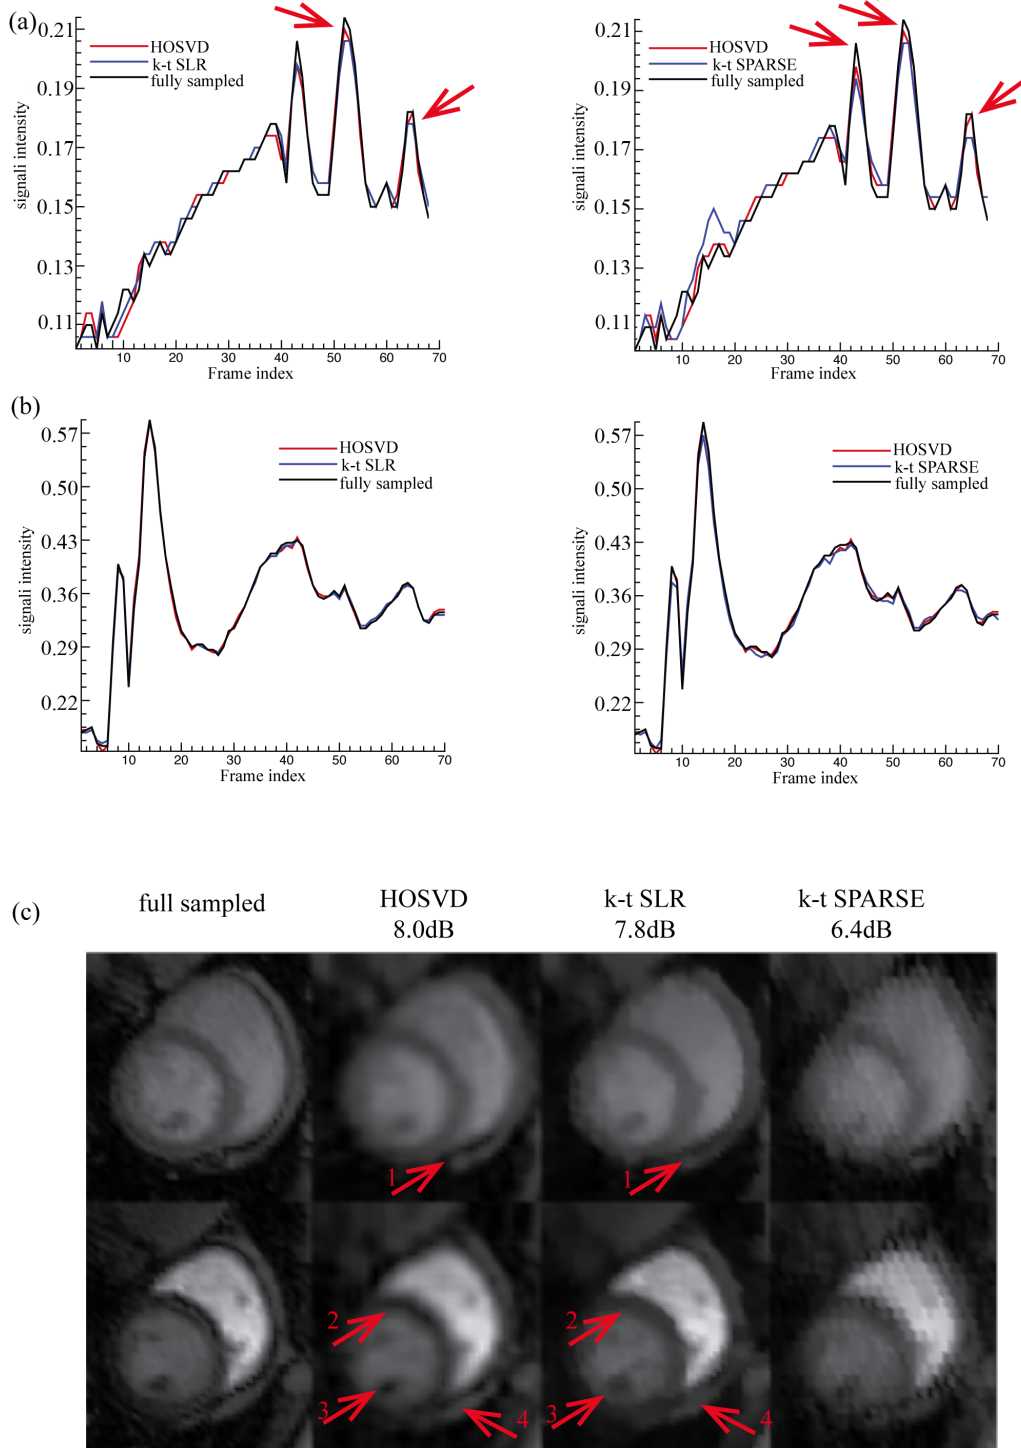 (a)
0.21
0.19
0.17
0.15
0.13
0.11
signali intensity
HOSVD
k-t SLR
fully sampled
10 20 30 40 50 60 70
Frame index
0.21
0.19
0.17
0.15
0.13
0.11
signali intensity
HOSVD
k-t SPARSE
fully sampled
10 20 30 40 50 60 70
Frame index
(b)
0.57
0.50
0.43
0.36
0.29
0.22
signali intensity
HOSVD
k-t SLR
fully sampled
10 20 30 40 50 60 70
Frame index
0.57
0.50
0.43
0.36
0.29
0.22
signali intensity
HOSVD
k-t SPARSE
fully sampled
10 20 30 40 50 60 70
Frame index
(c)
full sampled HOSVD k-t SLR k-t SPARSE
8.0dB 7.8dB 6.4dB
1 1
2 2
3 4 3 4